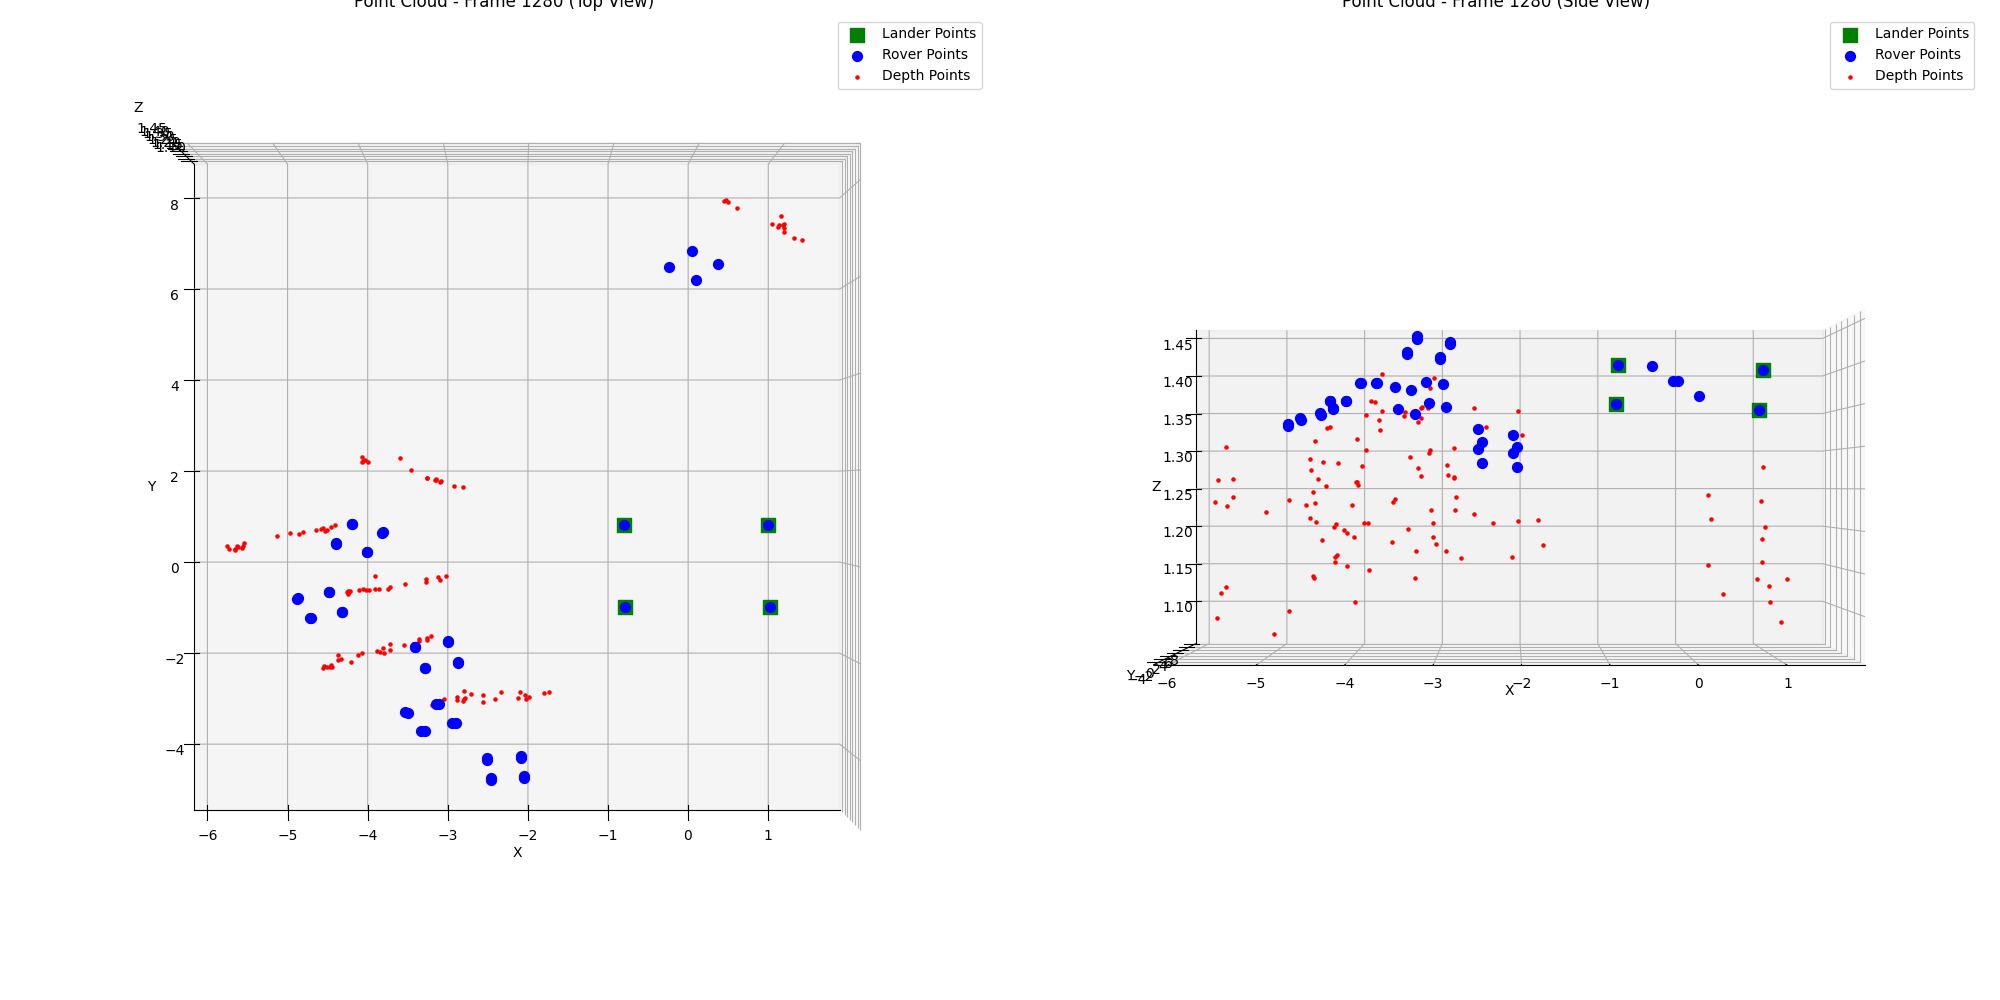 Point Cloud - Frame 1280 (Top View)
Lander Points
Rover Points
Depth Points
Z
1.45
8
6
4
2
0
−2
−4
Y
−6
−5
−4
−3
−2
−1
0
1
X
Point Cloud - Frame 1280 (Side View)
Lander Points
Rover Points
Depth Points
1.45
1.40
1.35
1.30
1.25
1.20
1.15
1.10
Z
Y
−6
−5
−4
−3
−2
−1
0
1
X